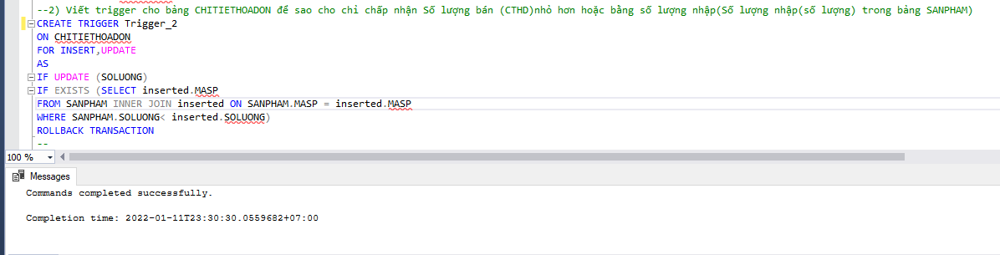 --2) Viết trigger cho bảng CHITIETHOADON để sao cho chỉ chấp nhận Số lượng bán (CTHD)nhỏ hơn hoặc bằng số lượng nhập(Số lượng nhập(số lượng) trong bảng SANPHAM)
CREATE TRIGGER Trigger_2
ON CHITIETHOADON
FOR INSERT,UPDATE
AS
IF UPDATE (SOLUONG)
IF EXISTS (SELECT inserted.MASP
FROM SANPHAM INNER JOIN inserted ON SANPHAM.MASP = inserted.MASP
WHERE SANPHAM.SOLUONG< inserted.SOLUONG)
ROLLBACK TRANSACTION
--
100 %
Messages
Commands completed successfully.
Completion time: 2022-01-11T23:30:30.0559682+07:00